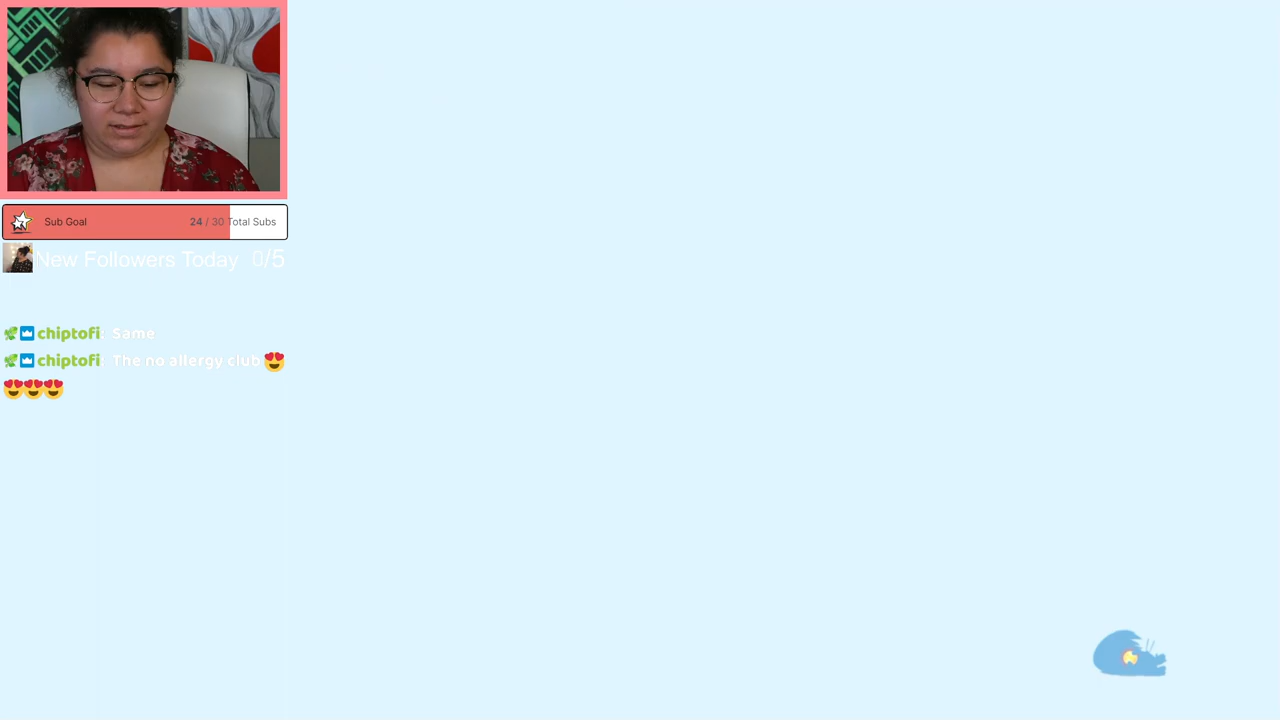 Sub Goal 24 / 30 Total Subs
New Followers Today 0/5
chiptofi: Same
chiptofi: The no allergy club